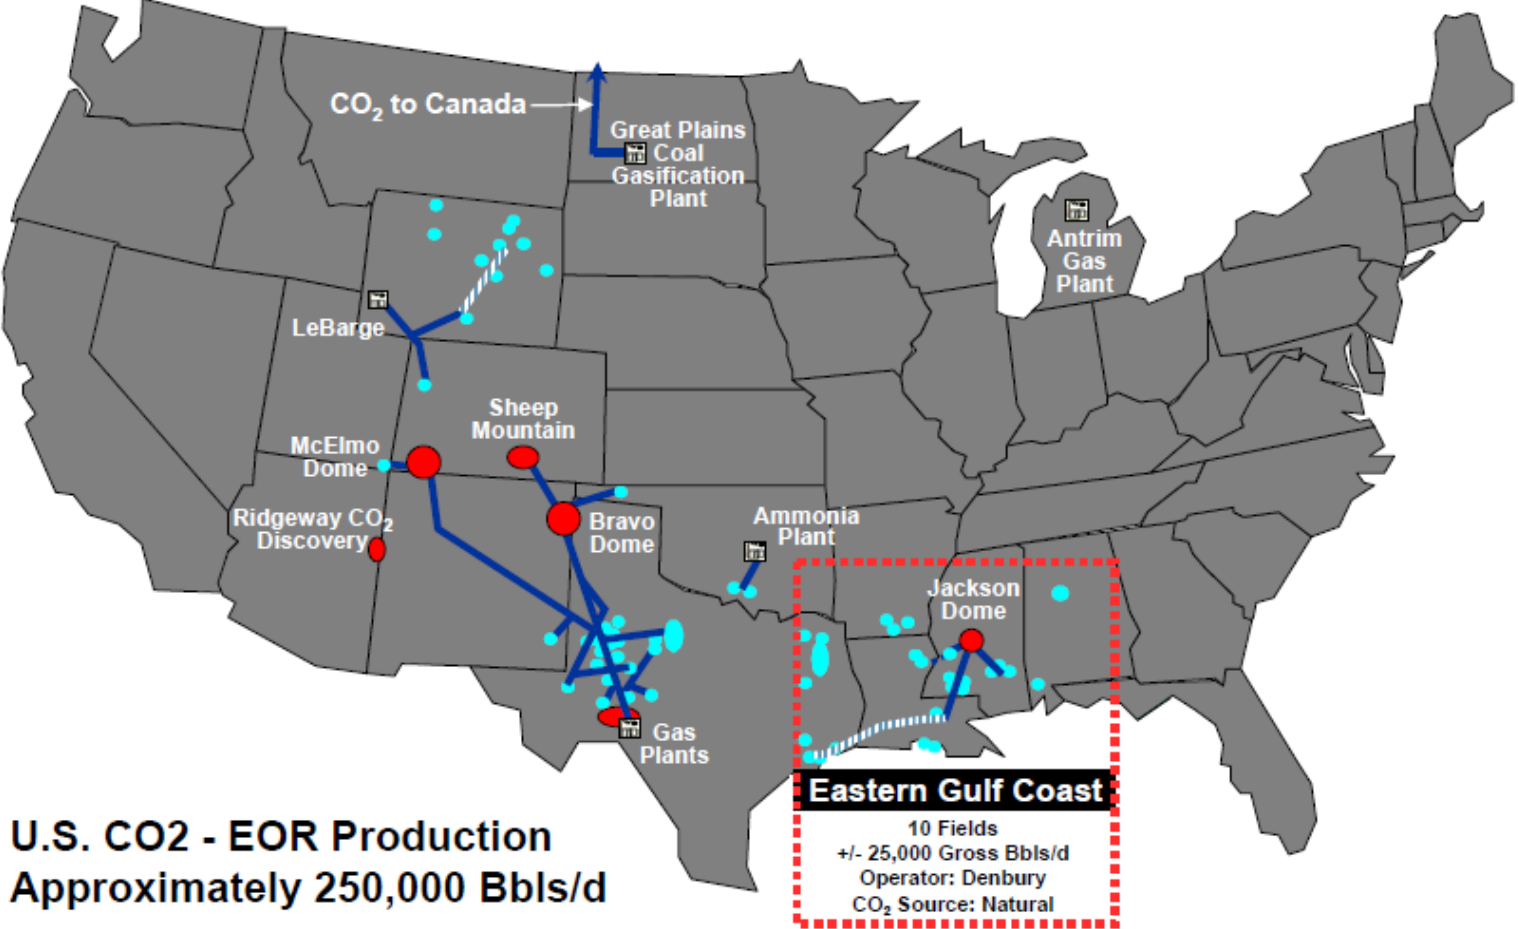 CO₂ to Canada
Great Plains
Coal
Gasification
Plant
Antrim
Gas
Plant
LeBarge
Sheep
Mountain
McElmo
Dome
Ridgeway CO₂
Discovery
Bravo
Dome
Ammonia
Plant
Jackson
Dome
Gas
Plants
Eastern Gulf Coast
10 Fields
+/- 25,000 Gross Bbls/d
Operator: Denbury
CO₂ Source: Natural
U.S. CO2 - EOR Production
Approximately 250,000 Bbls/d